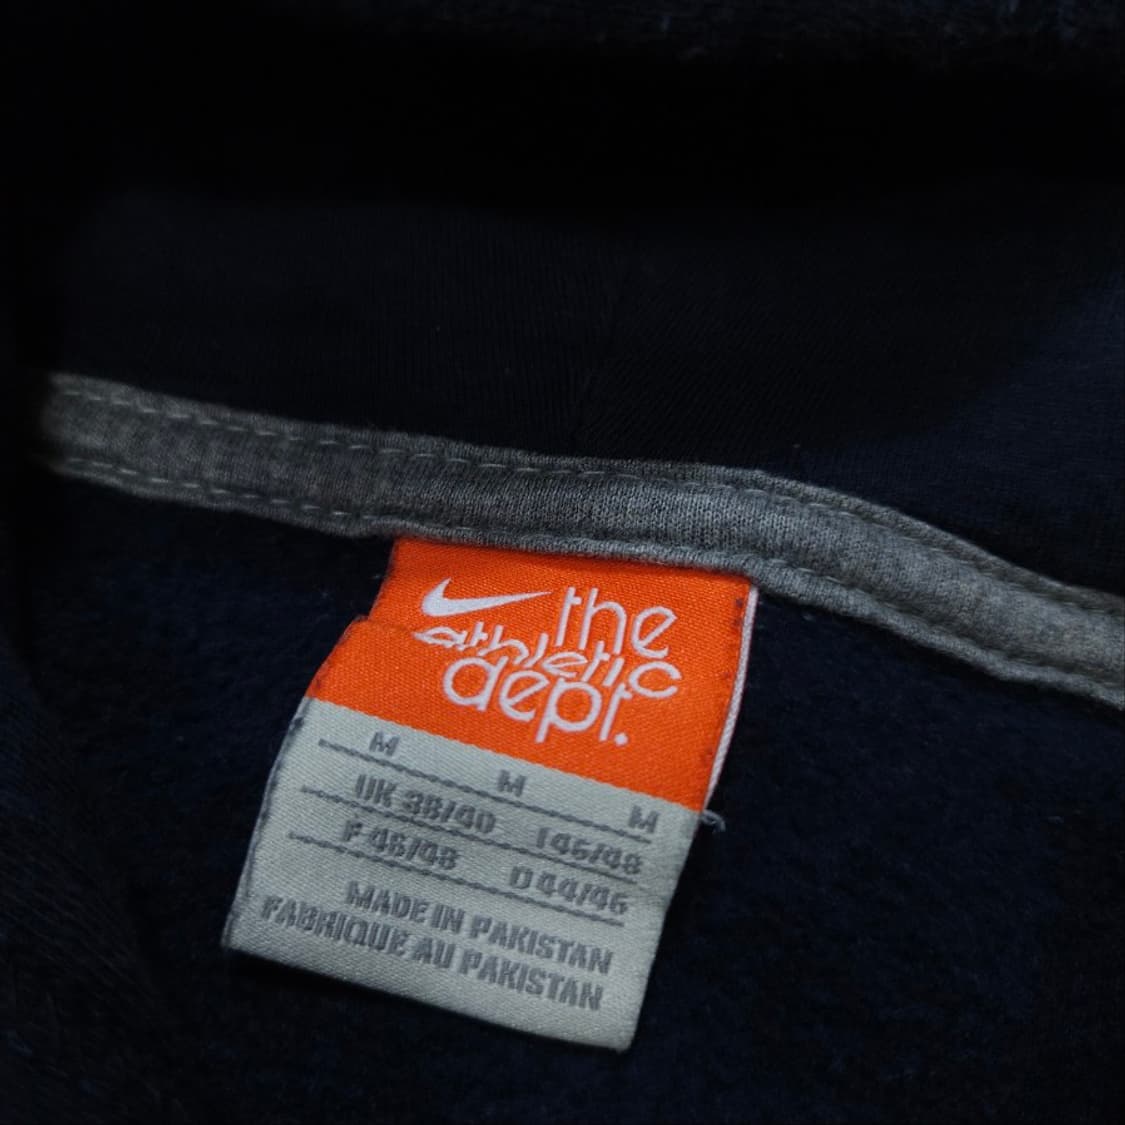 the
athletic
dept.
M M M
UK 38/40 I 46/48
F 46/48 D 44/46
MADE IN PAKISTAN
FABRIQUE AU PAKISTAN